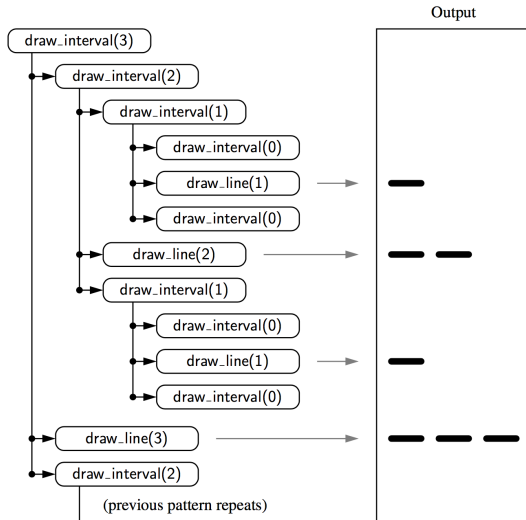 Output
draw_interval(3)
draw_interval(2)
draw_interval(1)
draw_interval(0)
draw_line(1)
draw_interval(0)
draw_line(2)
draw_interval(1)
draw_interval(0)
draw_line(1)
draw_interval(0)
draw_line(3)
draw_interval(2)
(previous pattern repeats)